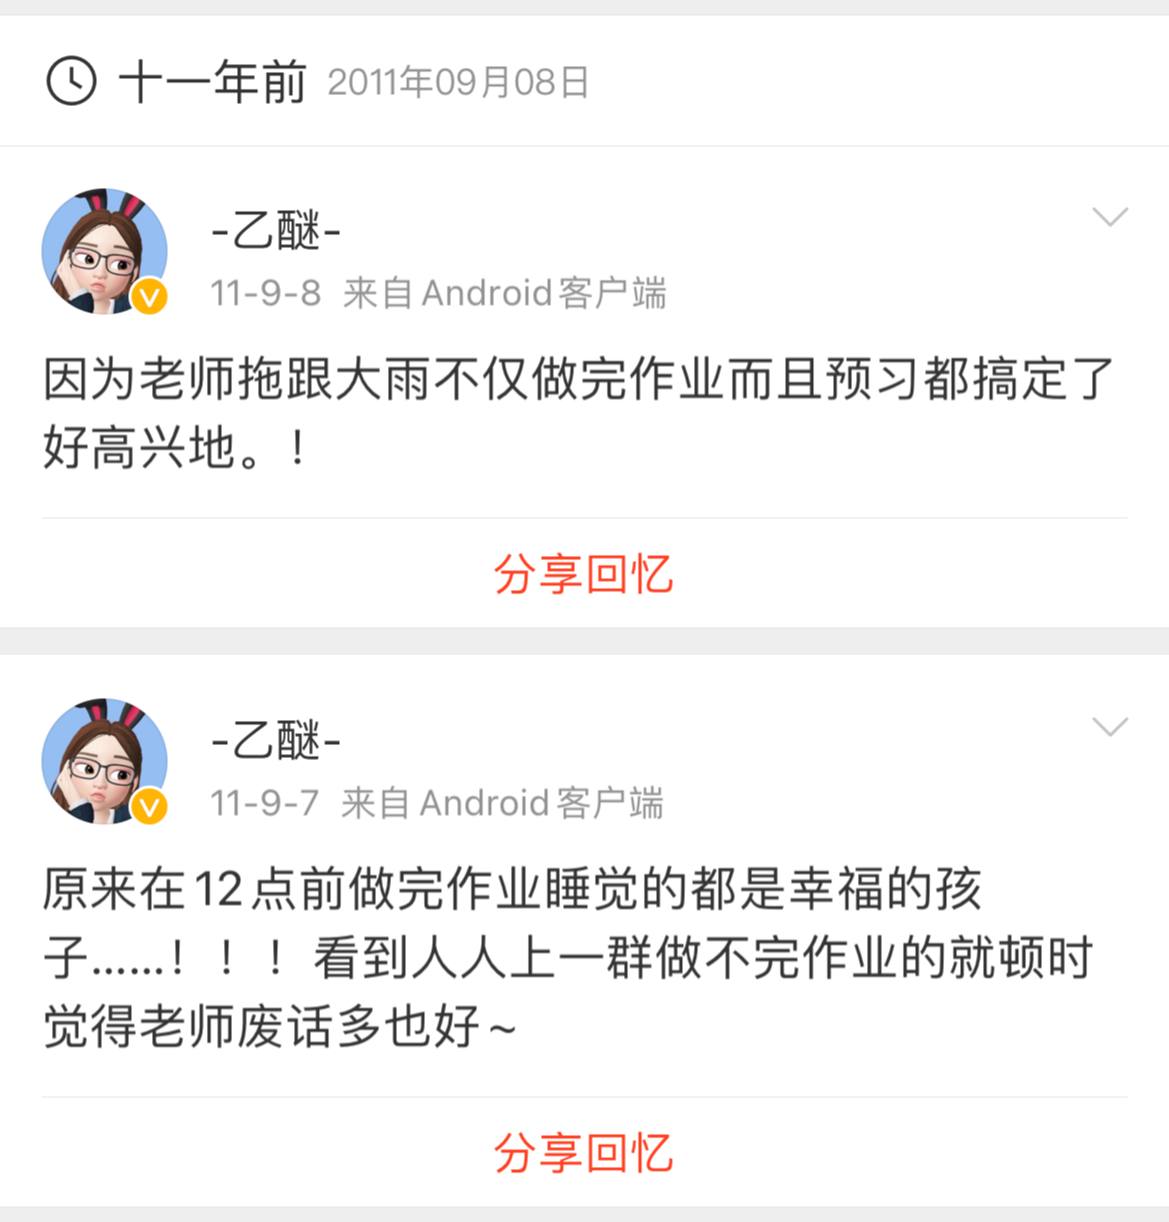 十一年前 2011年09月08日
-乙醚-
11-9-8 来自Android客户端
因为老师拖跟大雨不仅做完作业而且预习都搞定了
好高兴地。！
分享回忆
-乙醚-
11-9-7 来自Android客户端
原来在12点前做完作业睡觉的都是幸福的孩
子……！！！看到人人上一群做不完作业的就顿时
觉得老师废话多也好～
分享回忆